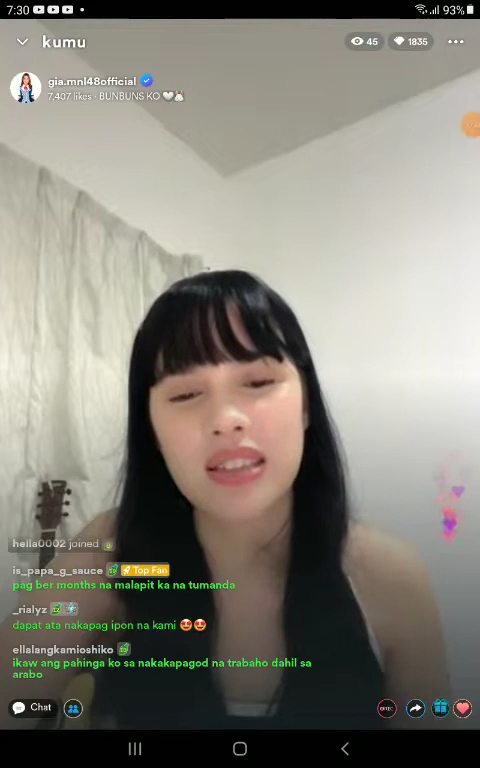 7:30
93%
kumu
45
1835
gia.mnl48official
7,407 likes · BUNBUNS KO 🤍🐰
hella0002 joined
is_papa_g_sauce Top Fan
pag ber months na malapit ka na tumanda
_rialyz
dapat ata nakapag ipon na kami 😍😍
ellalangkamioshiko
ikaw ang pahinga ko sa nakakapagod na trabaho dahil sa
arabo
Chat